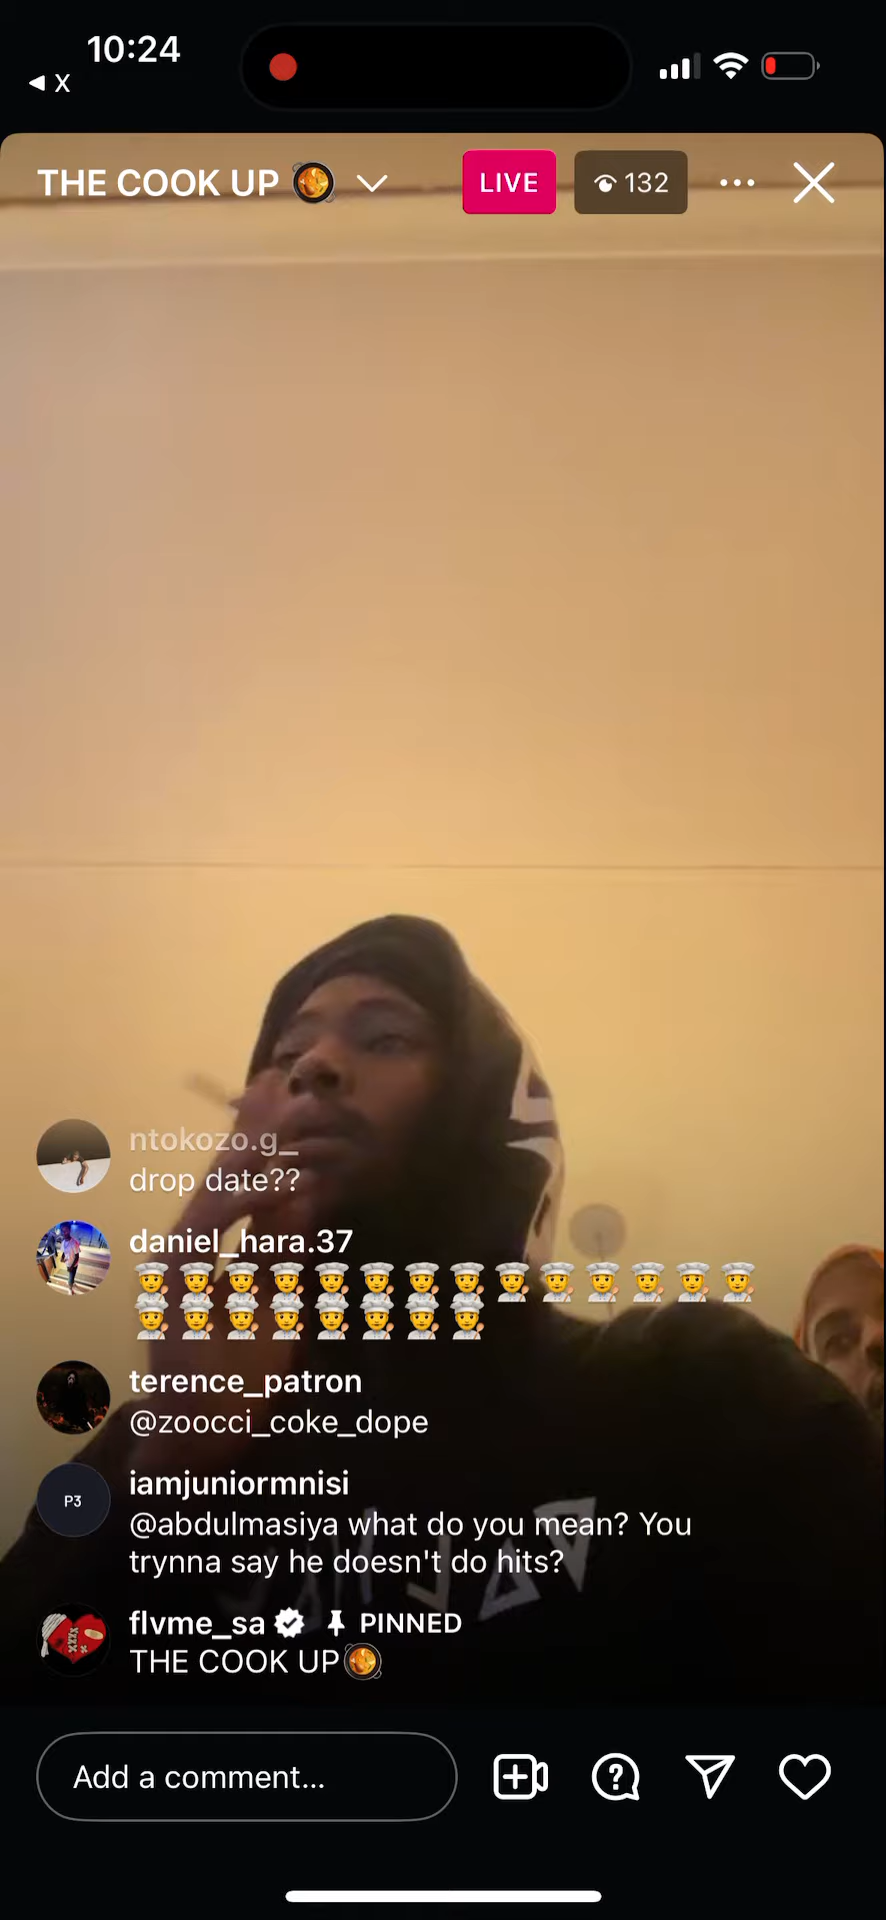 10:24
◀ X
THE COOK UP 🥘
LIVE
132
ntokozo.g_
drop date??
daniel_hara.37
👨‍🍳👨‍🍳👨‍🍳👨‍🍳👨‍🍳👨‍🍳👨‍🍳👨‍🍳👨‍🍳👨‍🍳👨‍🍳👨‍🍳👨‍🍳👨‍🍳
👨‍🍳👨‍🍳👨‍🍳👨‍🍳👨‍🍳👨‍🍳👨‍🍳👨‍🍳
terence_patron
@zoocci_coke_dope
P3
iamjuniormnisi
@abdulmasiya what do you mean? You
trynna say he doesn't do hits?
flvme_sa PINNED
THE COOK UP🥘
Add a comment...